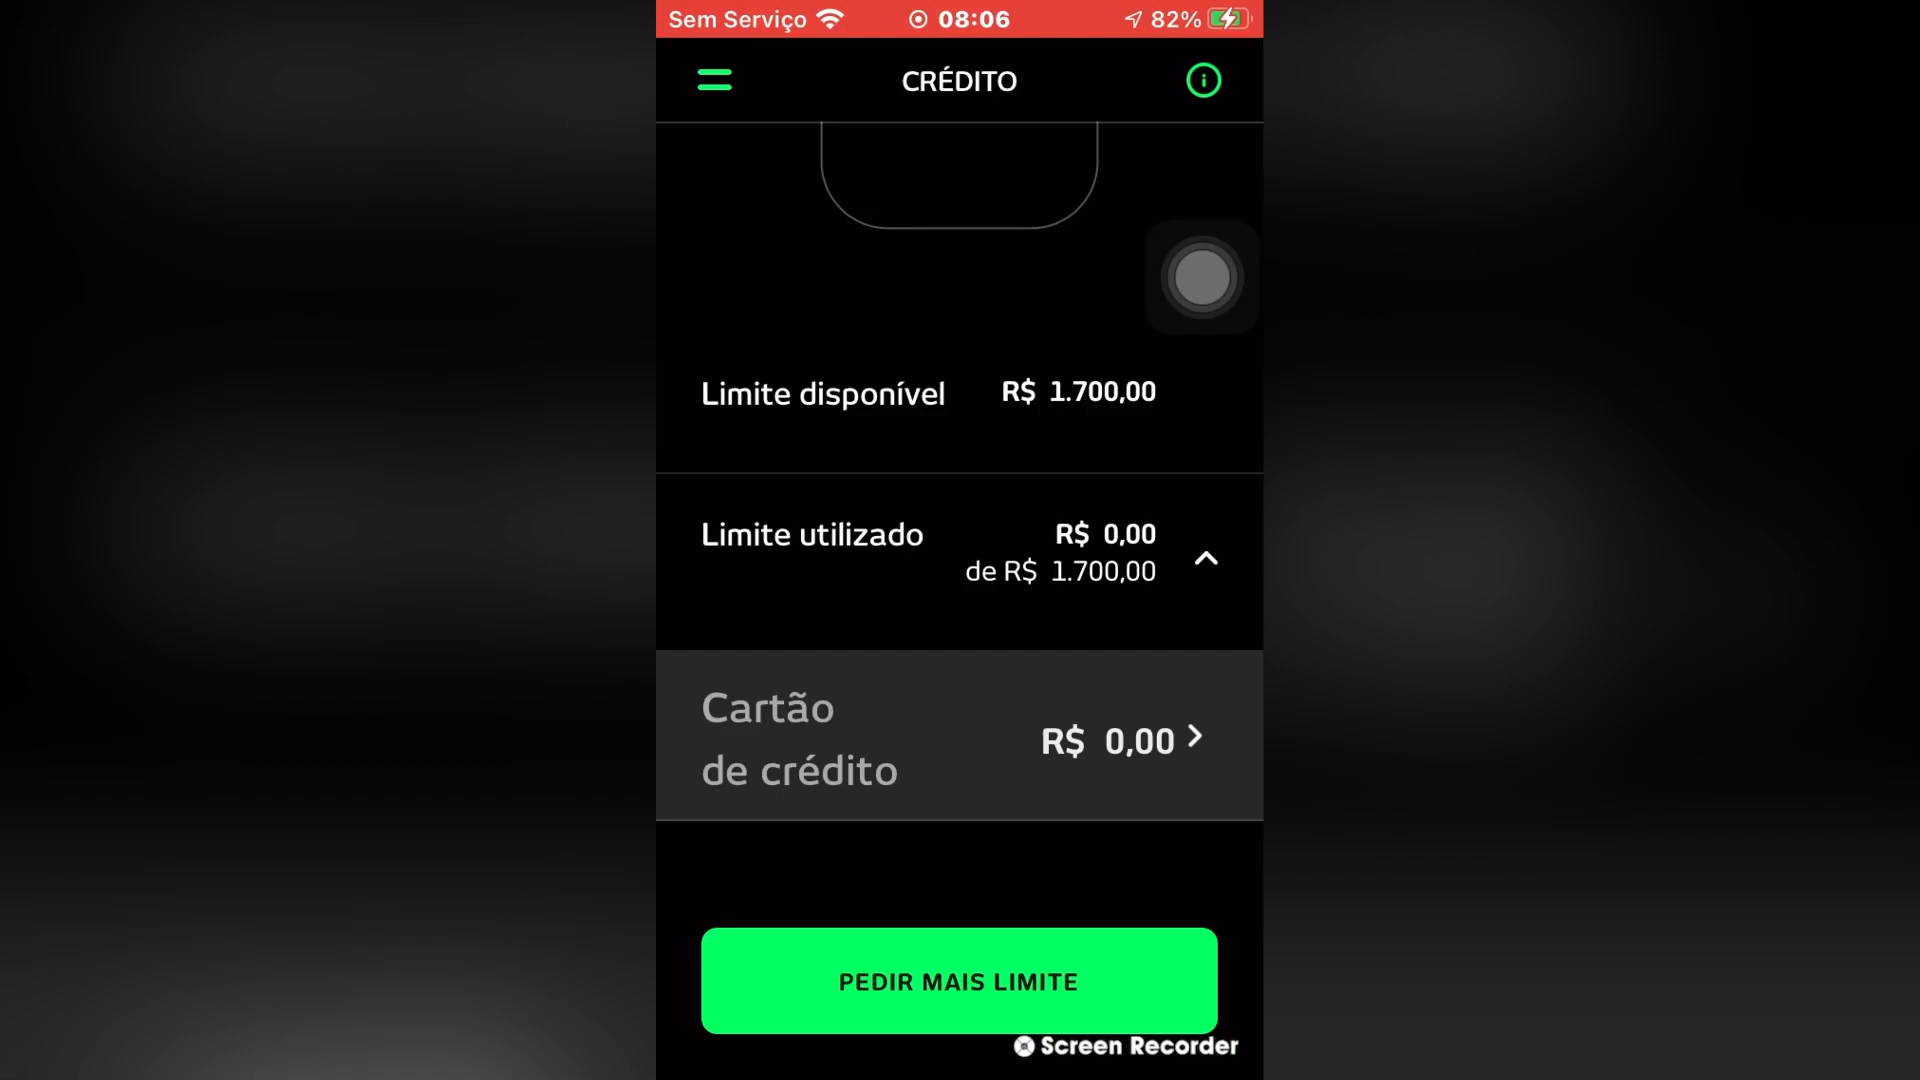 Sem Serviço 08:06 82%
CRÉDITO
Limite disponível R$ 1.700,00
Limite utilizado R$ 0,00
de R$ 1.700,00
Cartão
de crédito R$ 0,00
PEDIR MAIS LIMITE
Screen Recorder